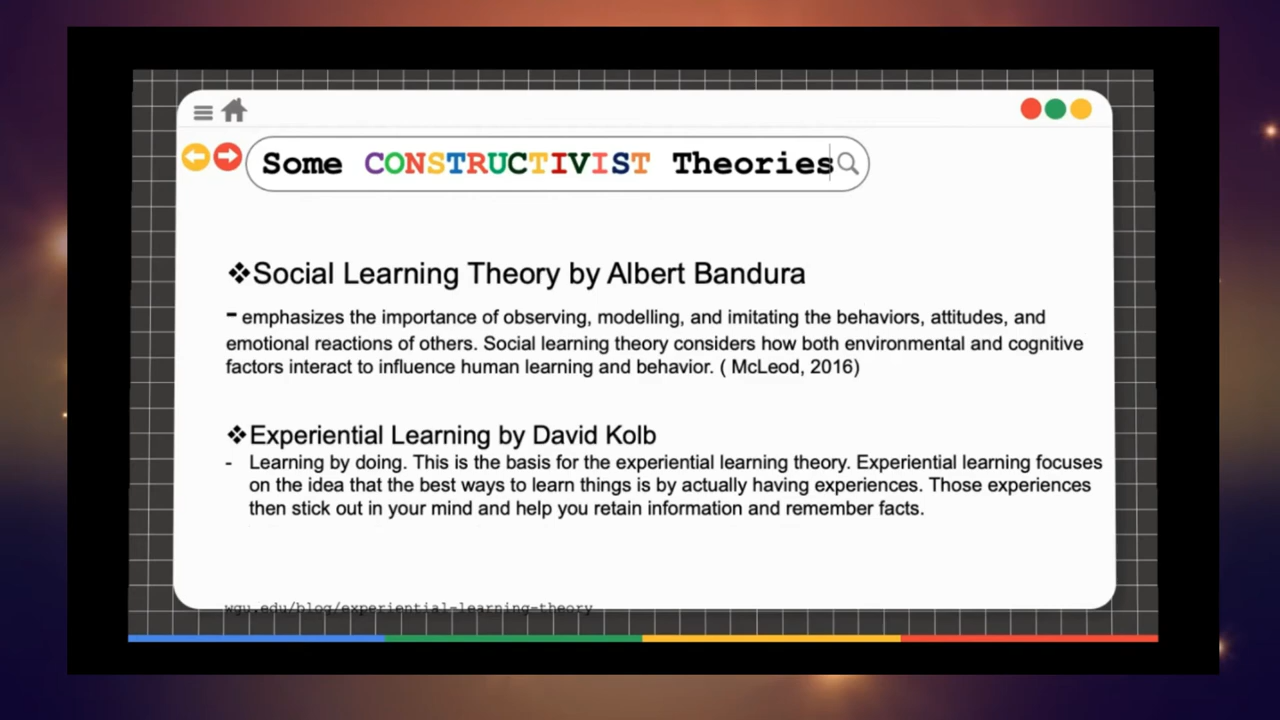 Some CONSTRUCTIVIST Theories
❖Social Learning Theory by Albert Bandura
- emphasizes the importance of observing, modelling, and imitating the behaviors, attitudes, and
emotional reactions of others. Social learning theory considers how both environmental and cognitive
factors interact to influence human learning and behavior. ( McLeod, 2016)
❖Experiential Learning by David Kolb
- Learning by doing. This is the basis for the experiential learning theory. Experiential learning focuses
on the idea that the best ways to learn things is by actually having experiences. Those experiences
then stick out in your mind and help you retain information and remember facts.
wgu.edu/blog/experiential-learning-theory